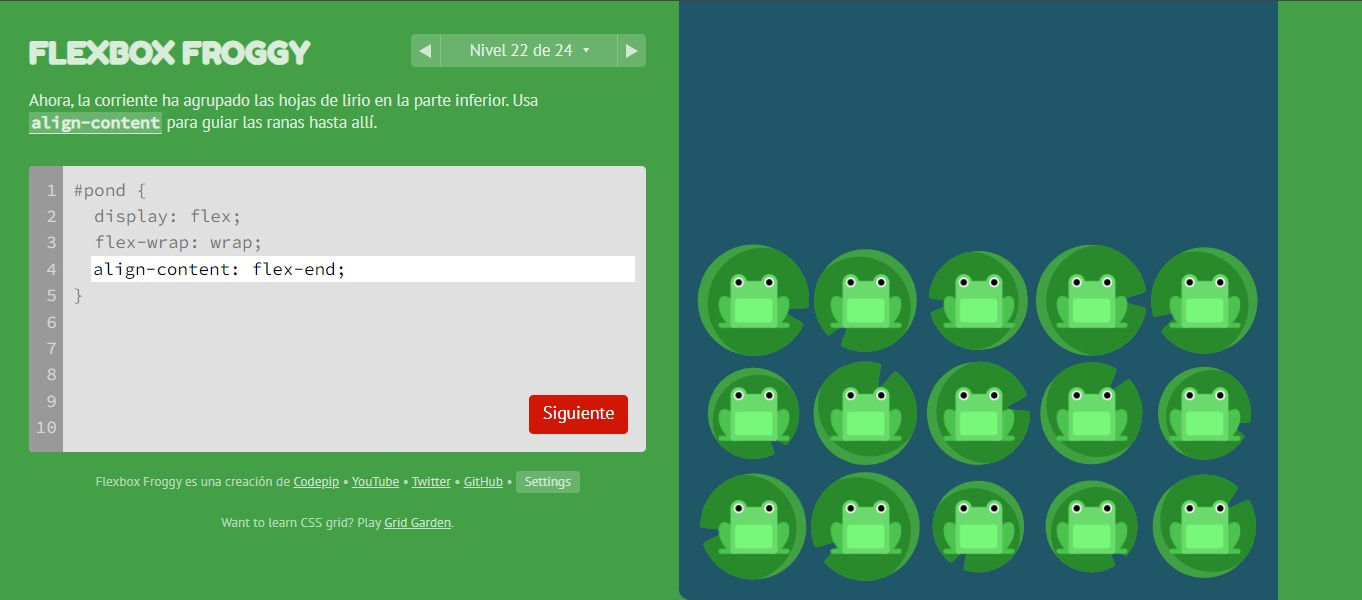 FLEXBOX FROGGY
◀ Nivel 22 de 24 ▾ ▶
Ahora, la corriente ha agrupado las hojas de lirio en la parte inferior. Usa
align-content para guiar las ranas hasta allí.
1 #pond {
2 display: flex;
3 flex-wrap: wrap;
4 align-content: flex-end;
5 }
6
7
8
9
10
Siguiente
Flexbox Froggy es una creación de Codepip • YouTube • Twitter • GitHub • Settings
Want to learn CSS grid? Play Grid Garden.